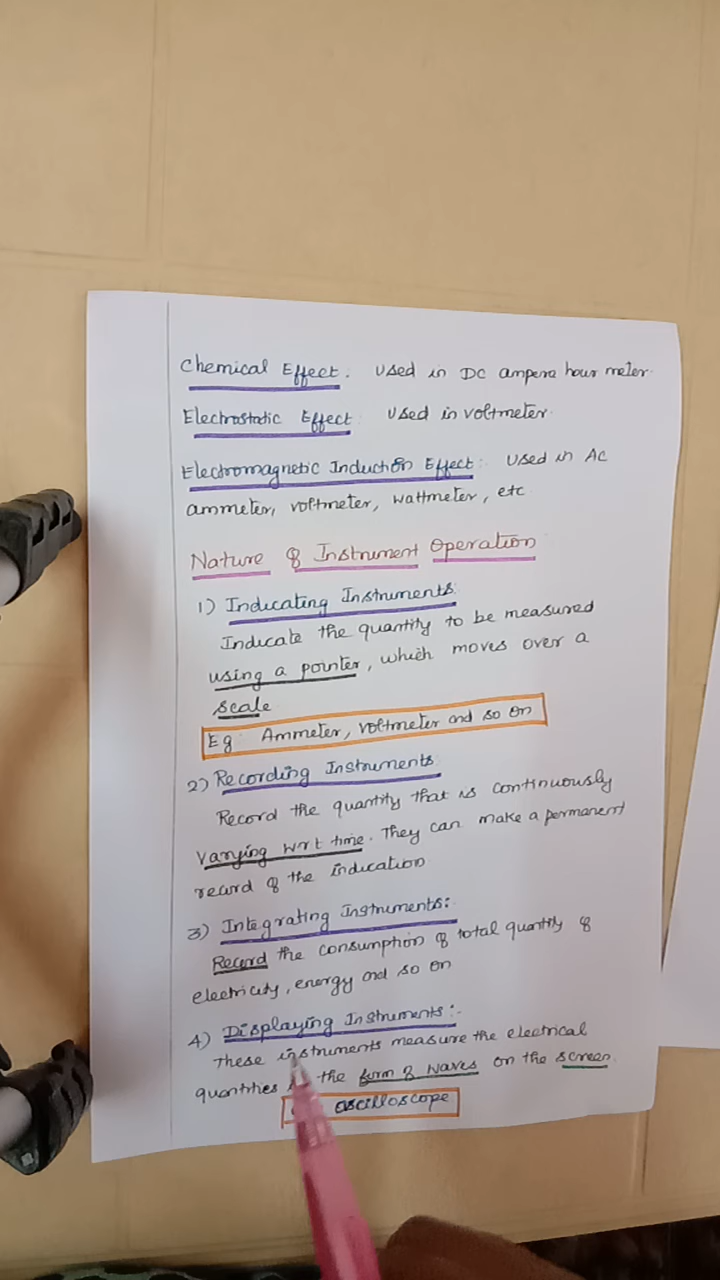 Chemical Effect: Used in DC ampere hour meter.
Electrostatic Effect: Used in voltmeter.
Electromagnetic Induction Effect: Used in AC
ammeter, voltmeter, wattmeter, etc
Nature of Instrument Operation:
1) Indicating Instruments:
Indicate the quantity to be measured
using a pointer, which moves over a
scale.
Eg: Ammeter, voltmeter and so on
2) Recording Instruments:
Record the quantity that is continuously
varying wrt time. They can make a permanent
record of the indication
3) Integrating Instruments:
Record the consumption of total quantity of
electricity, energy and so on
4) Displaying Instruments:-
These instruments measure the electrical
quantities the form of waves on the screen.
oscilloscope